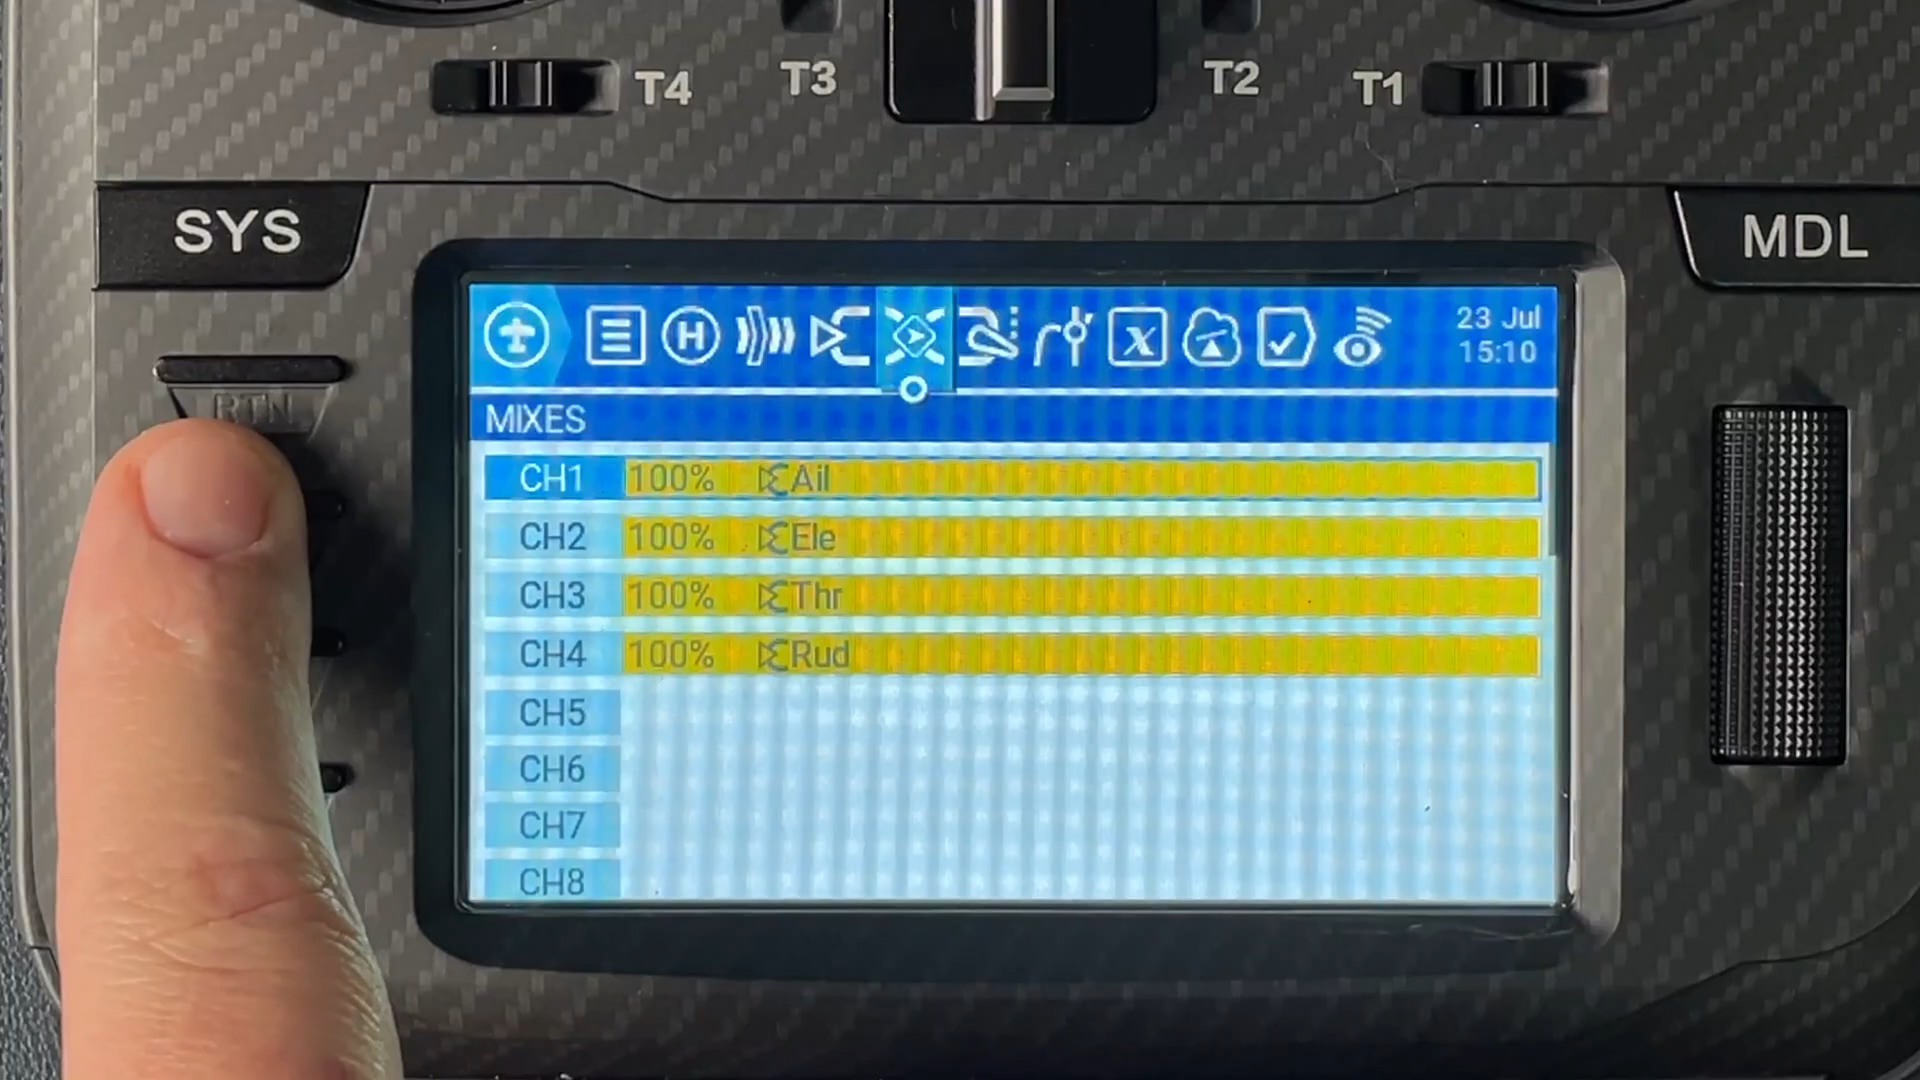 T4 T3 T2 T1
SYS
MDL
RTN
23 Jul
15:10
MIXES
CH1 100% Ail
CH2 100% Ele
CH3 100% Thr
CH4 100% Rud
CH5
CH6
CH7
CH8